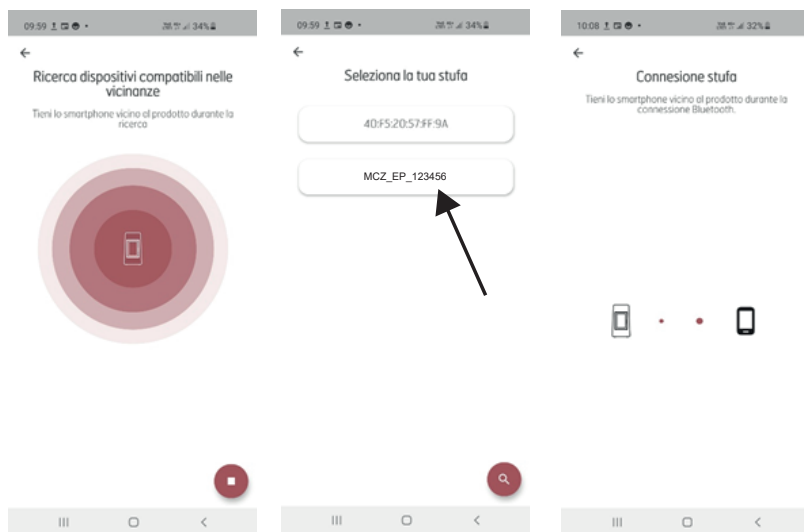 09:59
34%
Ricerca dispositivi compatibili nelle
vicinanze
Tieni lo smartphone vicino al prodotto durante la
ricerca
09:59
34%
Seleziona la tua stufa
40:F5:20:57:FF:9A
MCZ_EP_123456
10:08
32%
Connesione stufa
Tieni lo smartphone vicino al prodotto durante la
connessione Bluetooth.